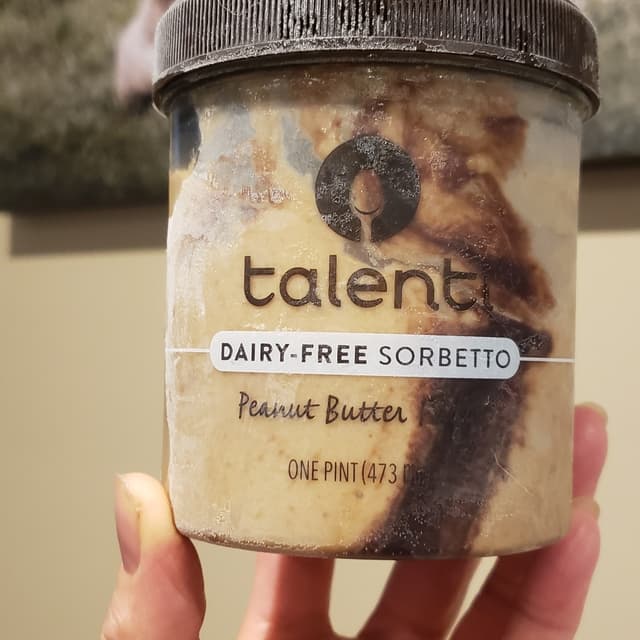 talenti
DAIRY-FREE SORBETTO
Peanut Butter
ONE PINT (473